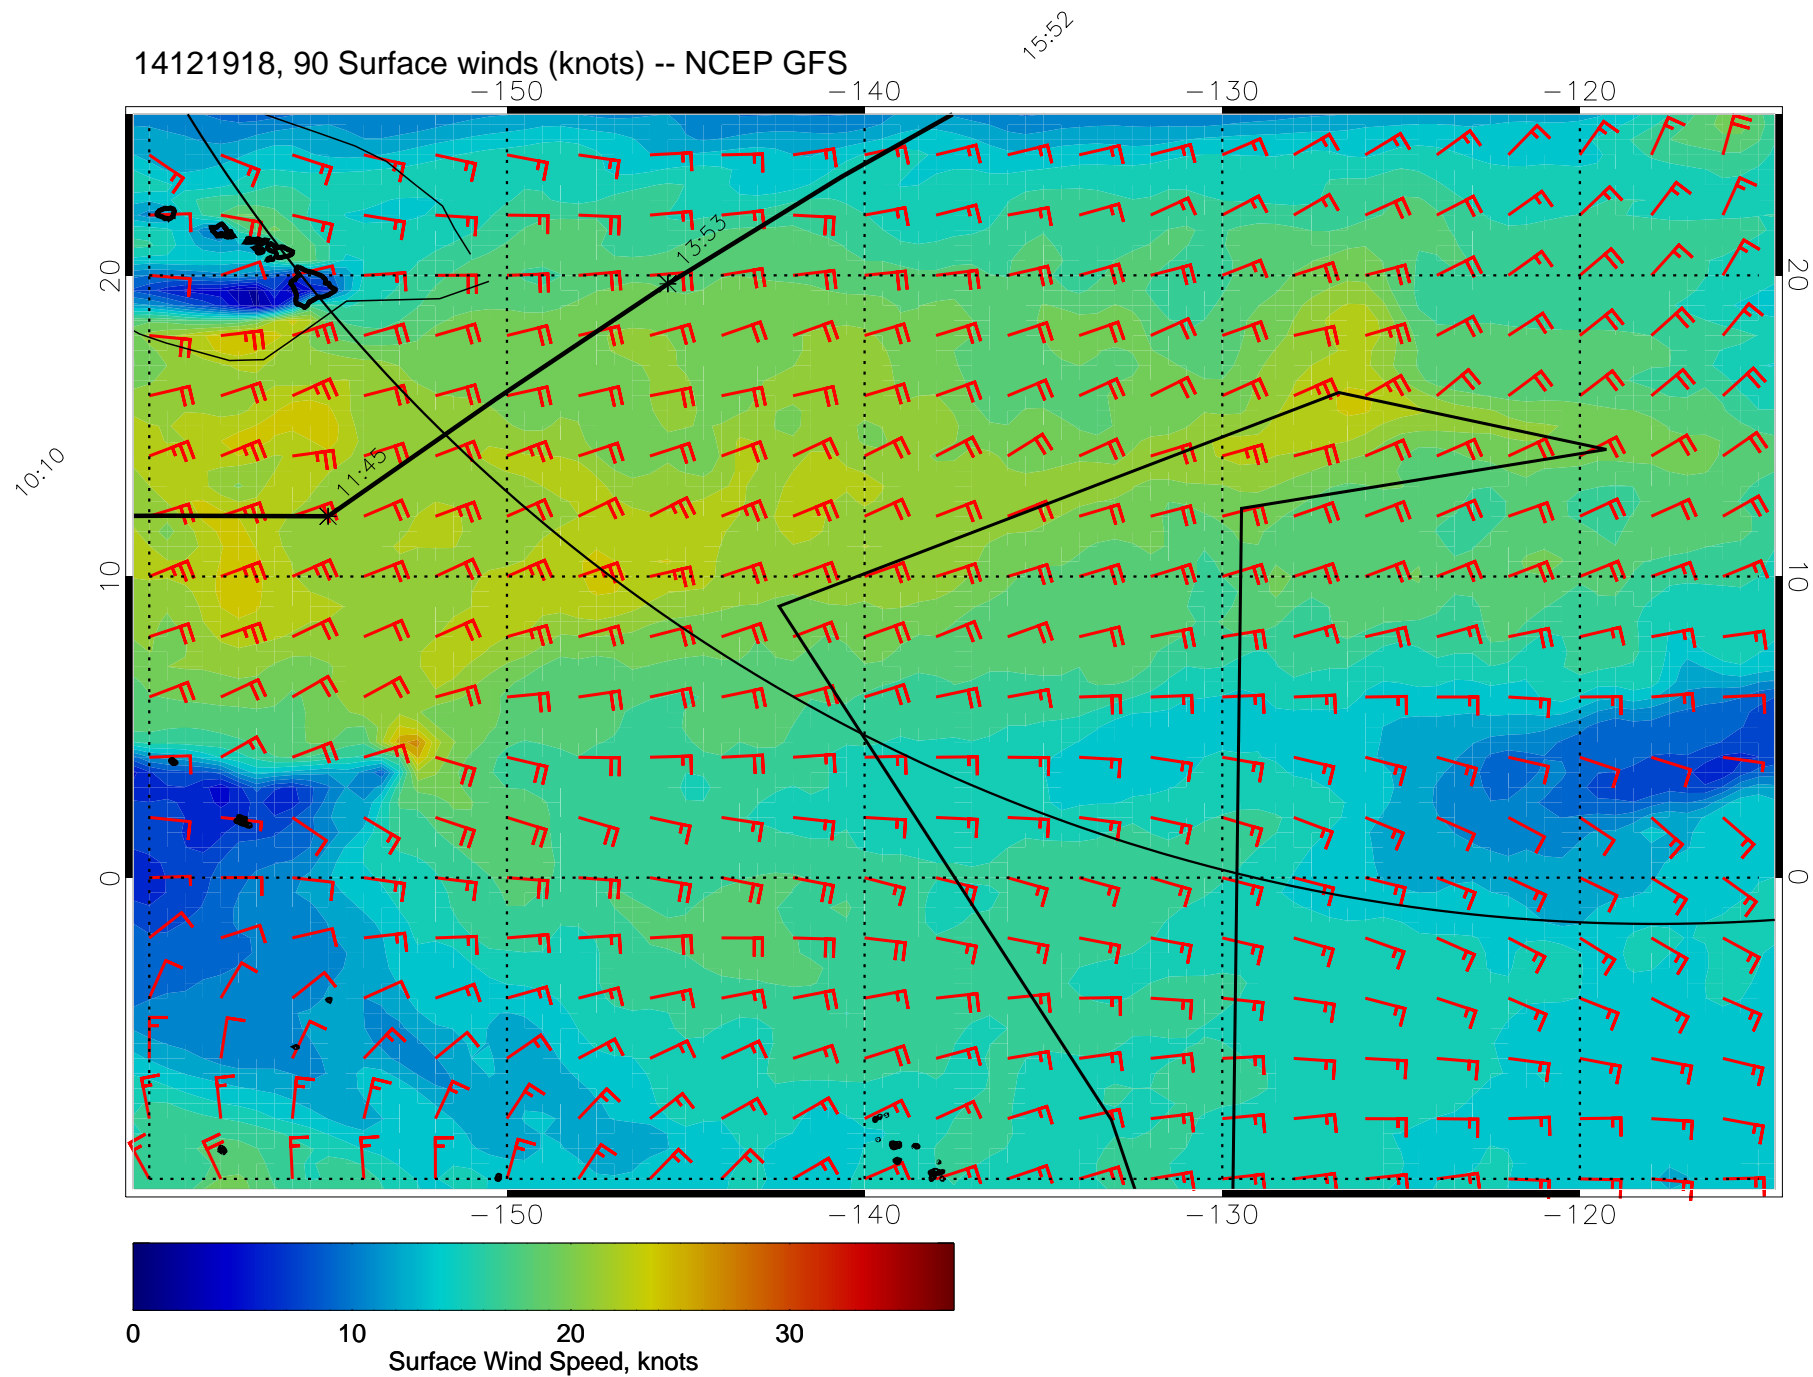 15:52
14121918, 90 Surface winds (knots) -- NCEP GFS
−150 −140 −130 −120
13:53
20 20
11:45
10:10
10 10
0 0
−150 −140 −130 −120
0 10 20 30
Surface Wind Speed, knots